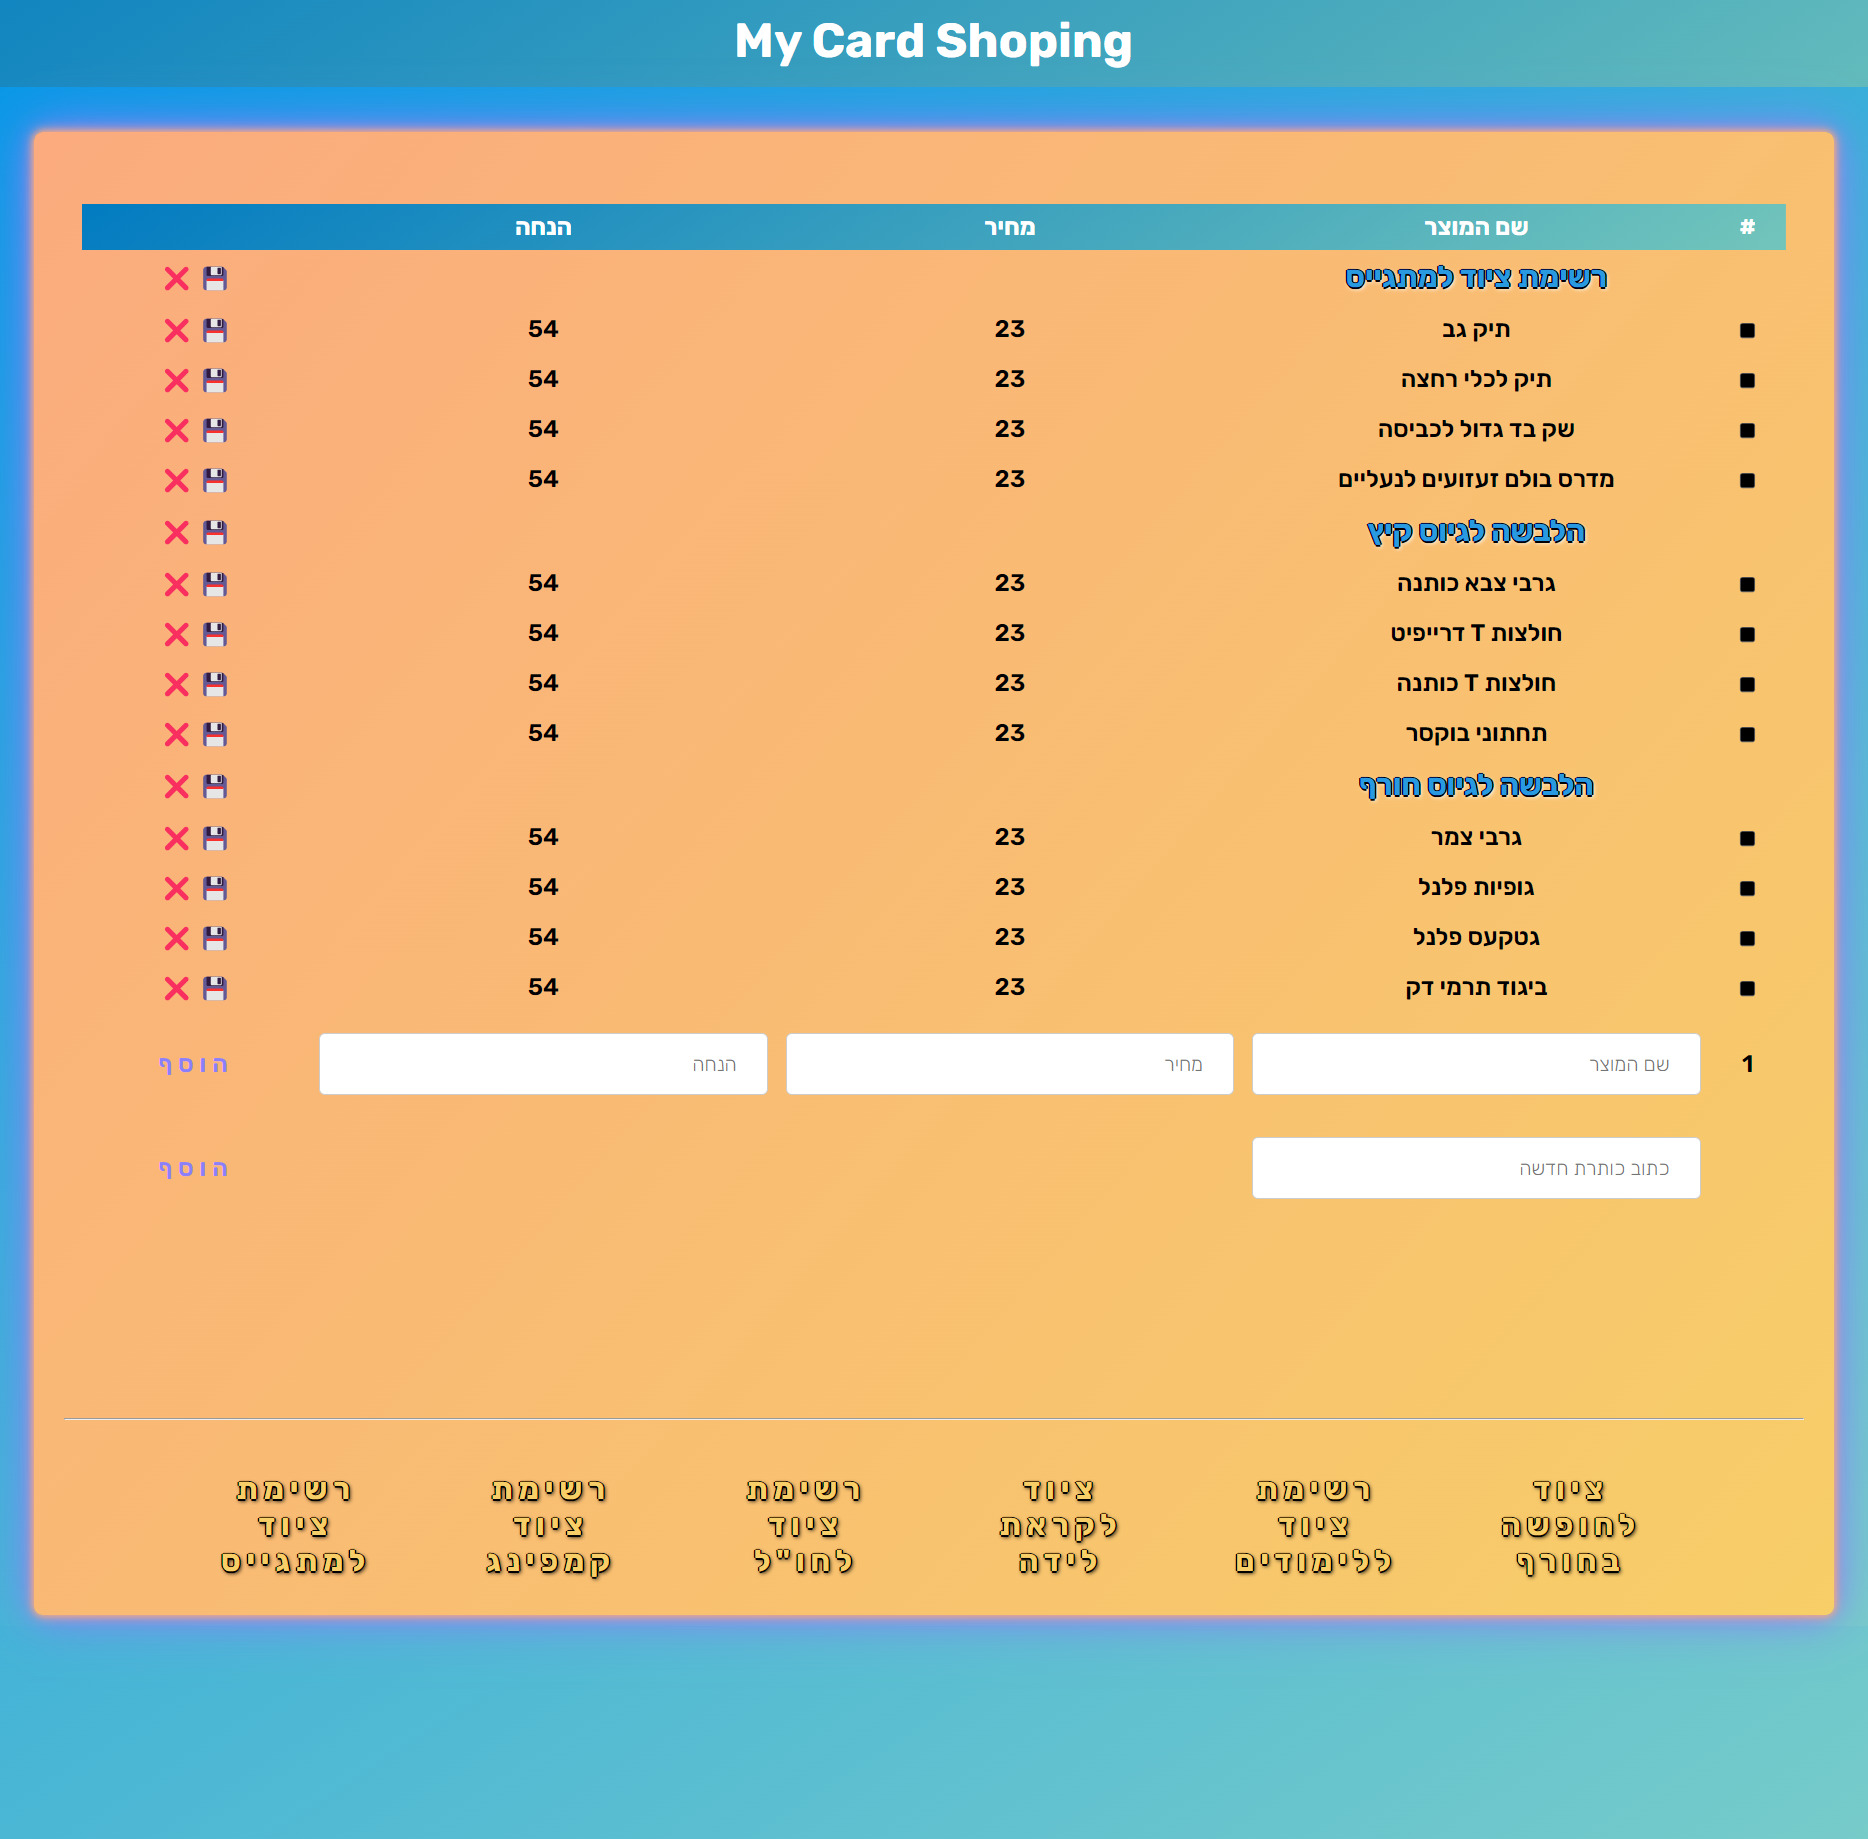 My Card Shoping
# שם המוצר מחיר הנחה
רשימת ציוד למתגייס
תיק גב 23 54
תיק לכלי רחצה 23 54
שק בד גדול לכביסה 23 54
מדרס בולם זעזועים לנעליים 23 54
הלבשה לגיוס קיץ
גרבי צבא כותנה 23 54
חולצות T דרייפיט 23 54
חולצות T כותנה 23 54
תחתוני בוקסר 23 54
הלבשה לגיוס חורף
גרבי צמר 23 54
גופיות פלנל 23 54
גטקעס פלנל 23 54
ביגוד תרמי דק 23 54
1 שם המוצר מחיר הנחה הוסף
כתוב כותרת חדשה הוסף
ציוד
לחופשה
בחורף
רשימת
ציוד
ללימודים
ציוד
לקראת
לידה
רשימת
ציוד
לחו"ל
רשימת
ציוד
קמפינג
רשימת
ציוד
למתגייס